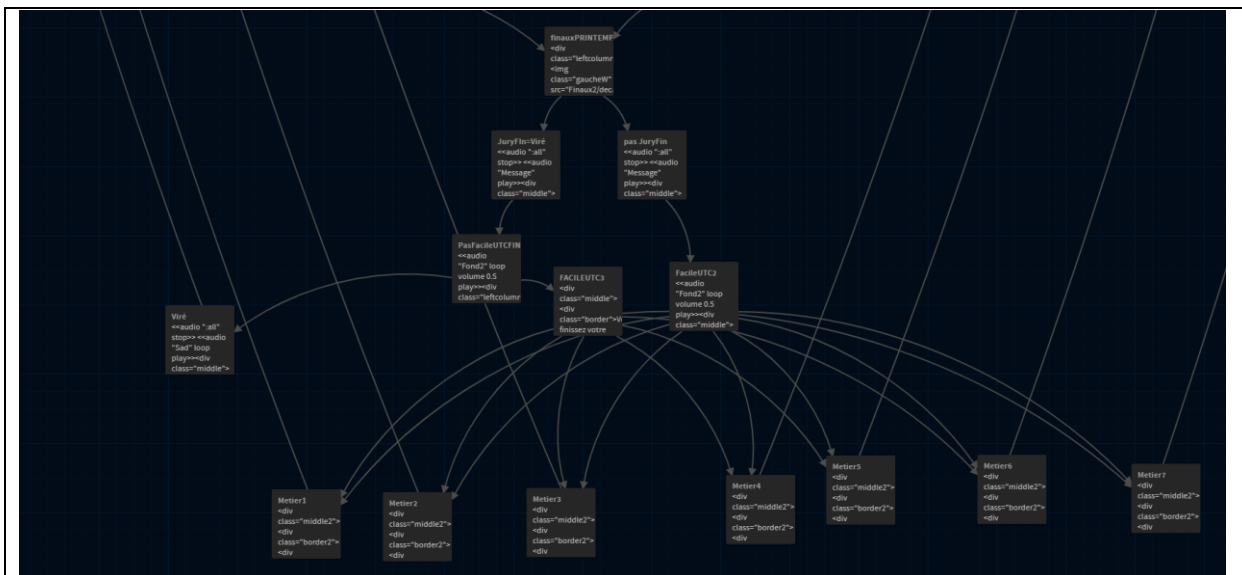 finauxPRINTEMF
<div
class="leftcolumr
<img
class="gaucheW"
src="Finaux2/dec
JuryFIn=Viré
<<audio ":all"
stop>> <<audio
"Message"
play>><div
class="middle">
pas JuryFin
<<audio ":all"
stop>> <<audio
"Message"
play>><div
class="middle">
PasFacileUTCFIN
<<audio
"Fond2" loop
volume 0.5
play>><div
class="leftcolumr
FACILEUTC3
<div
class="middle">
<div
class="border">V
finissez votre
FacileUTC2
<<audio
"Fond2" loop
volume 0.5
play>><div
class="middle">
Viré
<<audio ":all"
stop>> <<audio
"Sad" loop
play>><div
class="middle">
Metier1
<div
class="middle2">
<div
class="border2">
<div
Metier2
<div
class="middle2">
<div
class="border2">
<div
Metier3
<div
class="middle2">
<div
class="border2">
<div
Metier4
<div
class="middle2">
<div
class="border2">
<div
Metier5
<div
class="middle2">
<div
class="border2">
<div
Metier6
<div
class="middle2">
<div
class="border2">
<div
Metier7
<div
class="middle2">
<div
class="border2">
<div